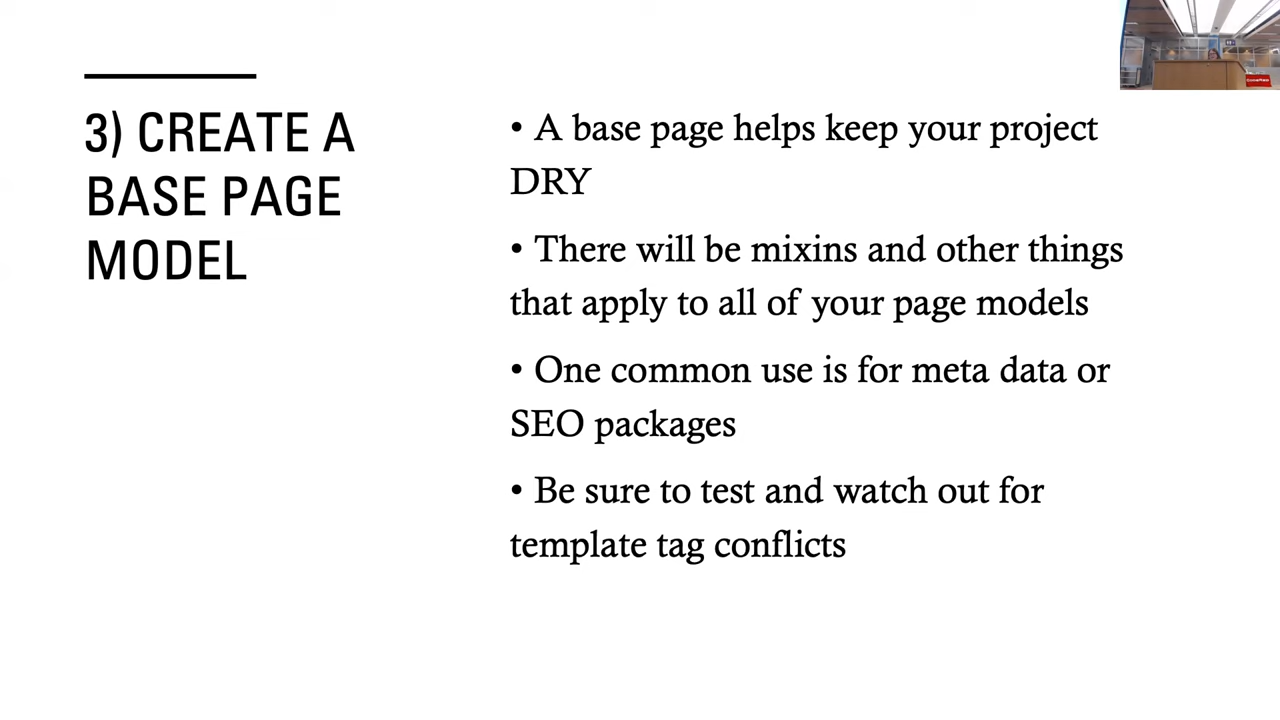 3) CREATE A
BASE PAGE
MODEL
• A base page helps keep your project
DRY
• There will be mixins and other things
that apply to all of your page models
• One common use is for meta data or
SEO packages
• Be sure to test and watch out for
template tag conflicts